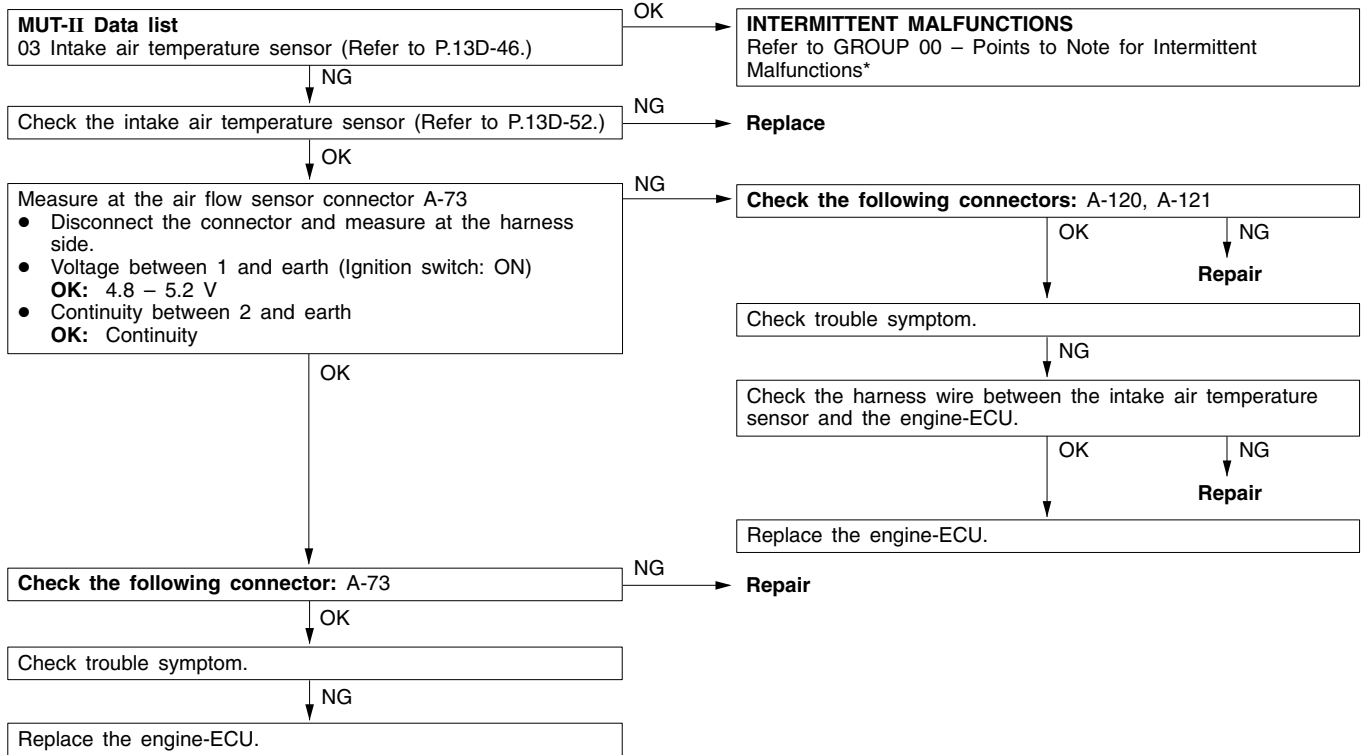 MUT-II Data list
03 Intake air temperature sensor (Refer to P.13D-46.)
OK
INTERMITTENT MALFUNCTIONS
Refer to GROUP 00 – Points to Note for Intermittent
Malfunctions*
NG
Check the intake air temperature sensor (Refer to P.13D-52.)
NG
Replace
OK
Measure at the air flow sensor connector A-73
● Disconnect the connector and measure at the harness
side.
● Voltage between 1 and earth (Ignition switch: ON)
OK: 4.8 – 5.2 V
● Continuity between 2 and earth
OK: Continuity
NG
Check the following connectors: A-120, A-121
OK
NG
Repair
Check trouble symptom.
NG
Check the harness wire between the intake air temperature
sensor and the engine-ECU.
OK
NG
Repair
Replace the engine-ECU.
OK
Check the following connector: A-73
NG
Repair
OK
Check trouble symptom.
NG
Replace the engine-ECU.